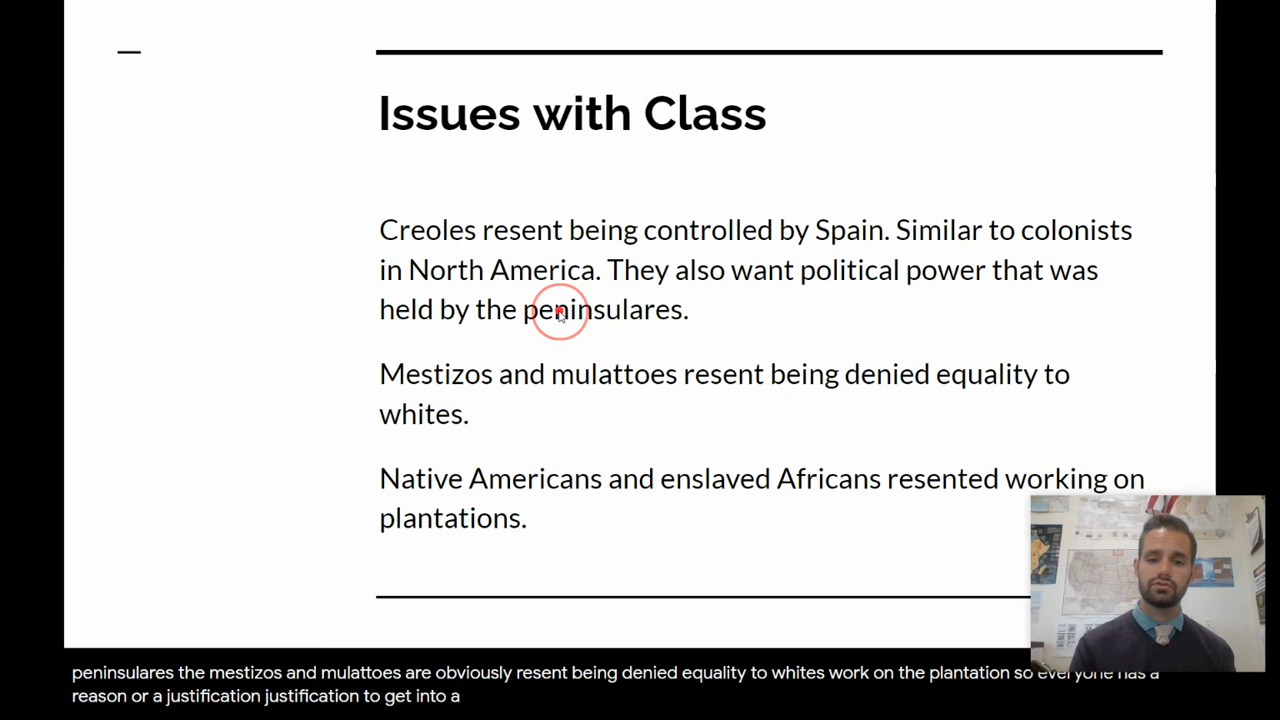 Issues with Class
Creoles resent being controlled by Spain. Similar to colonists
in North America. They also want political power that was
held by the peninsulares.
Mestizos and mulattoes resent being denied equality to
whites.
Native Americans and enslaved Africans resented working on
plantations.
peninsulares the mestizos and mulattoes are obviously resent being denied equality to whites work on the plantation so everyone has a
reason or a justification justification to get into a